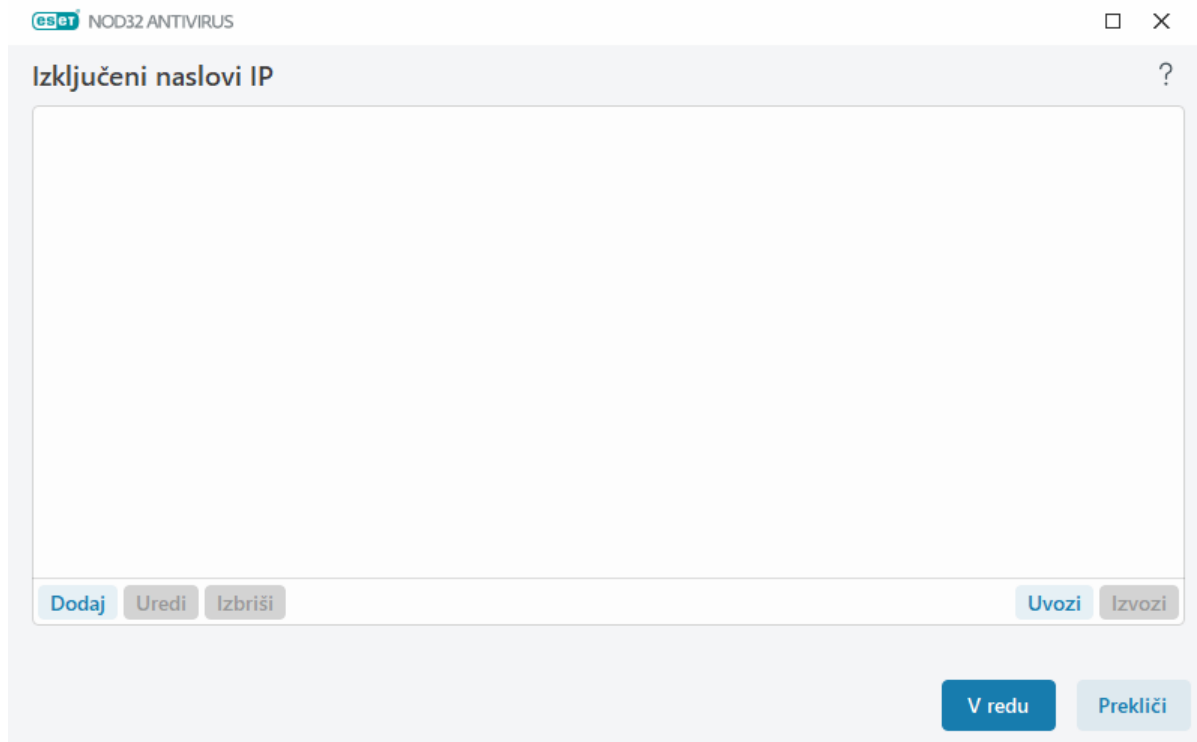 eset NOD32 ANTIVIRUS
Izključeni naslovi IP
?
Dodaj Uredi Izbriši Uvozi Izvozi
V redu Prekliči